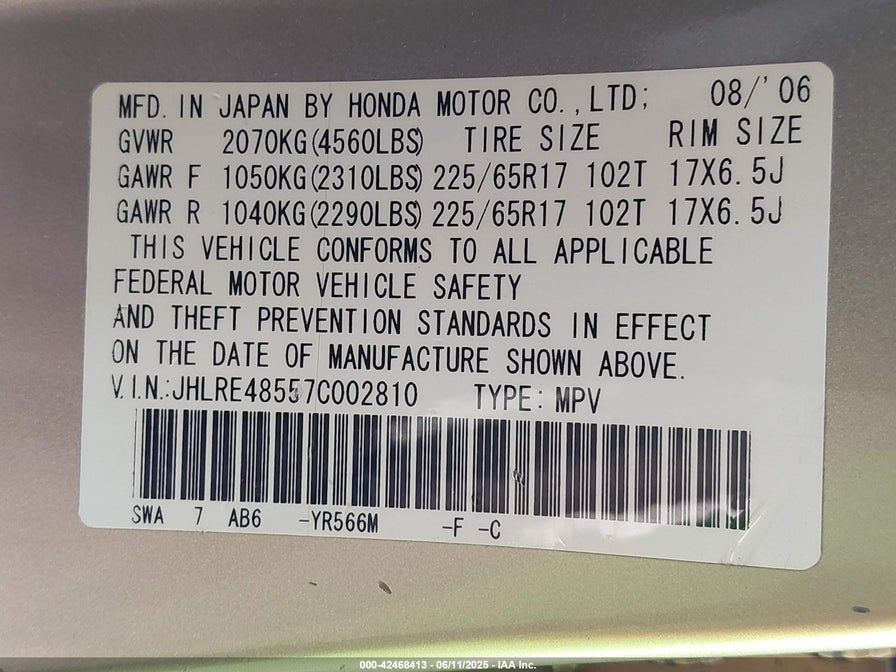 MFD. IN JAPAN BY HONDA MOTOR CO.,LTD; 08/'06
GVWR 2070KG(4560LBS) TIRE SIZE RIM SIZE
GAWR F 1050KG(2310LBS) 225/65R17 102T 17X6.5J
GAWR R 1040KG(2290LBS) 225/65R17 102T 17X6.5J
THIS VEHICLE CONFORMS TO ALL APPLICABLE
FEDERAL MOTOR VEHICLE SAFETY
AND THEFT PREVENTION STANDARDS IN EFFECT
ON THE DATE OF MANUFACTURE SHOWN ABOVE.
V.I.N.:JHLRE48557C002810 TYPE: MPV
SWA 7 AB6 -YR566M -F -C
000-42468413 - 06/11/2025 - IAA Inc.